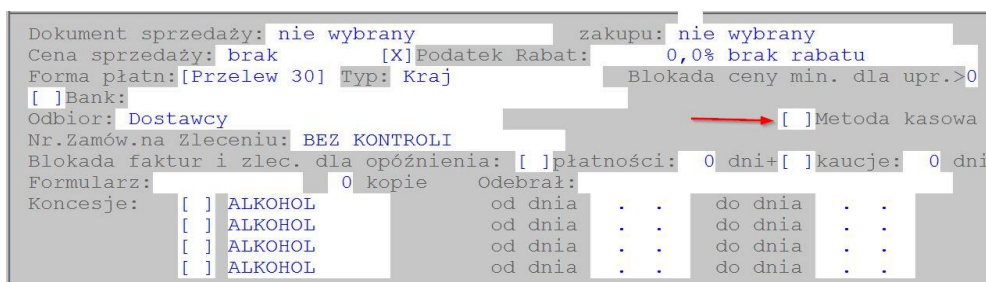 Dokument sprzedaży: nie wybrany zakupu: nie wybrany
Cena sprzedaży: brak [X]Podatek Rabat: 0,0% brak rabatu
Forma płatn:[Przelew 30] Typ: Kraj Blokada ceny min. dla upr.>0
[ ]Bank:
Odbior: Dostawcy [ ]Metoda kasowa
Nr.Zamów.na Zleceniu: BEZ KONTROLI
Blokada faktur i zlec. dla opóźnienia: [ ]płatności: 0 dni+[ ]kaucje: 0 dni
Formularz: 0 kopie Odebrał:
Koncesje: [ ] ALKOHOL od dnia . . do dnia . .
[ ] ALKOHOL od dnia . . do dnia . .
[ ] ALKOHOL od dnia . . do dnia . .
[ ] ALKOHOL od dnia . . do dnia . .